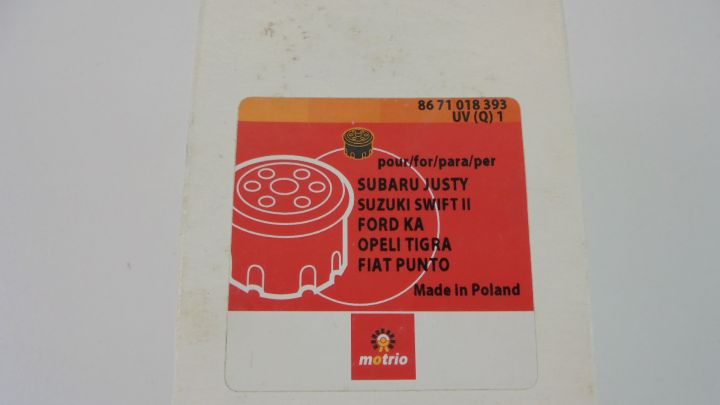 86 71 018 393
UV (Q) 1
pour/for/para/per
SUBARU JUSTY
SUZUKI SWIFT II
FORD KA
OPELI TIGRA
FIAT PUNTO
Made in Poland
motrio